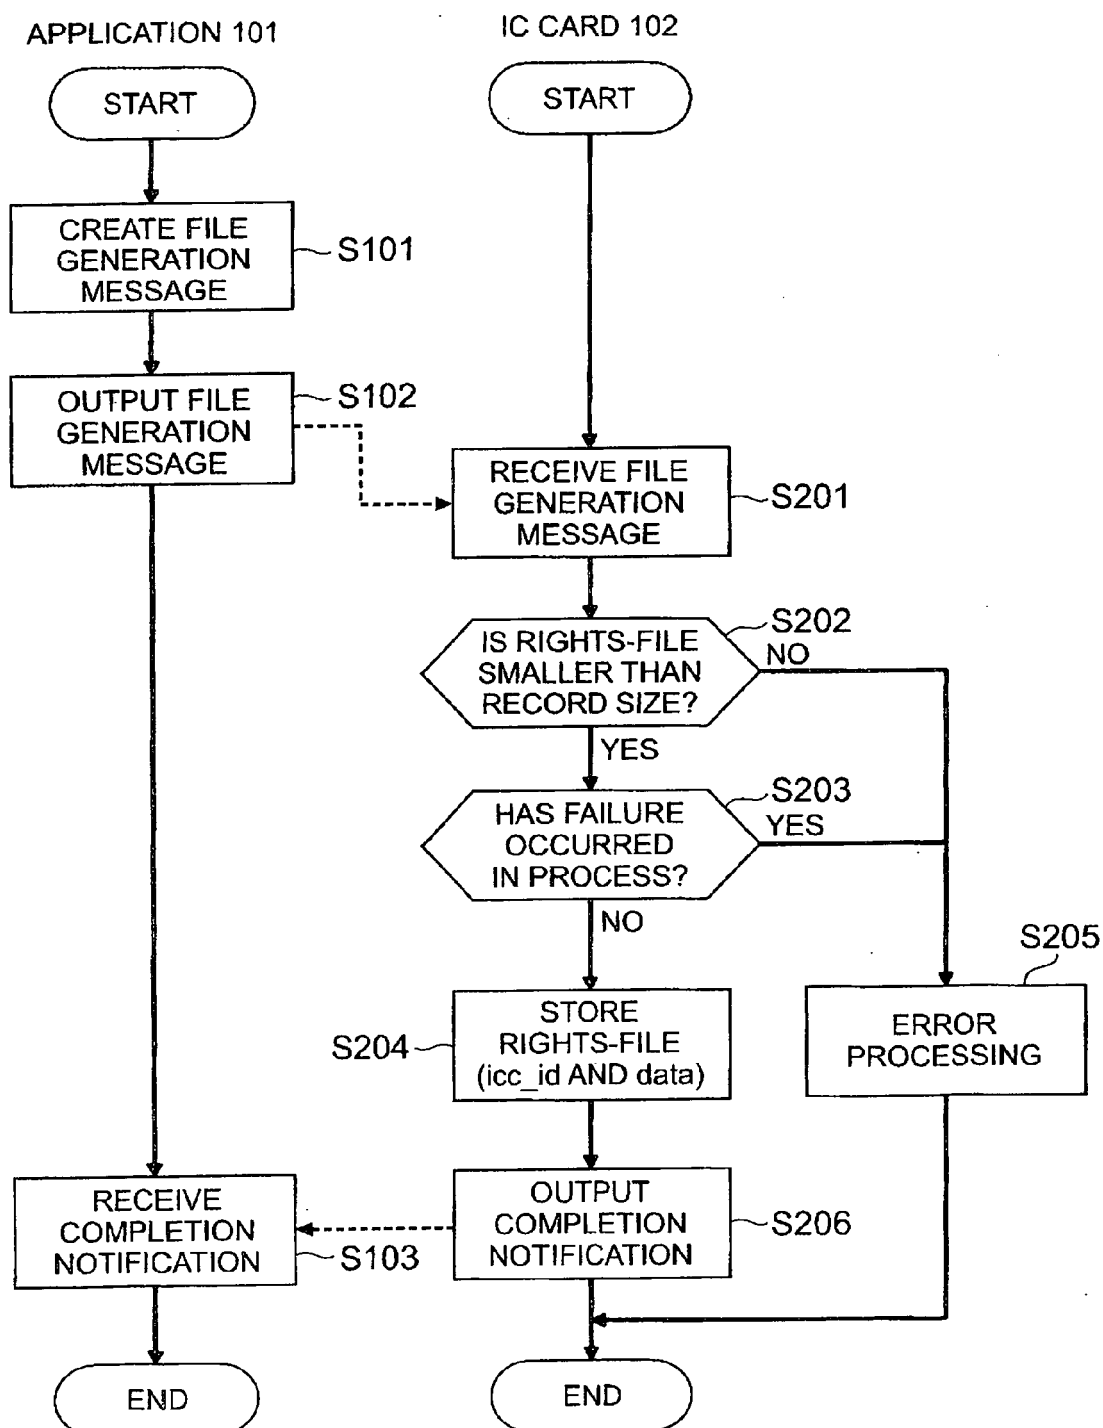 APPLICATION 101
IC CARD 102
START
START
CREATE FILE
GENERATION
MESSAGE
S101
OUTPUT FILE
GENERATION
MESSAGE
S102
RECEIVE FILE
GENERATION
MESSAGE
S201
IS RIGHTS-FILE
SMALLER THAN
RECORD SIZE?
S202
NO
YES
HAS FAILURE
OCCURRED
IN PROCESS?
S203
YES
NO
S205
ERROR
PROCESSING
S204
STORE
RIGHTS-FILE
(icc_id AND data)
RECEIVE
COMPLETION
NOTIFICATION
S103
OUTPUT
COMPLETION
NOTIFICATION
S206
END
END